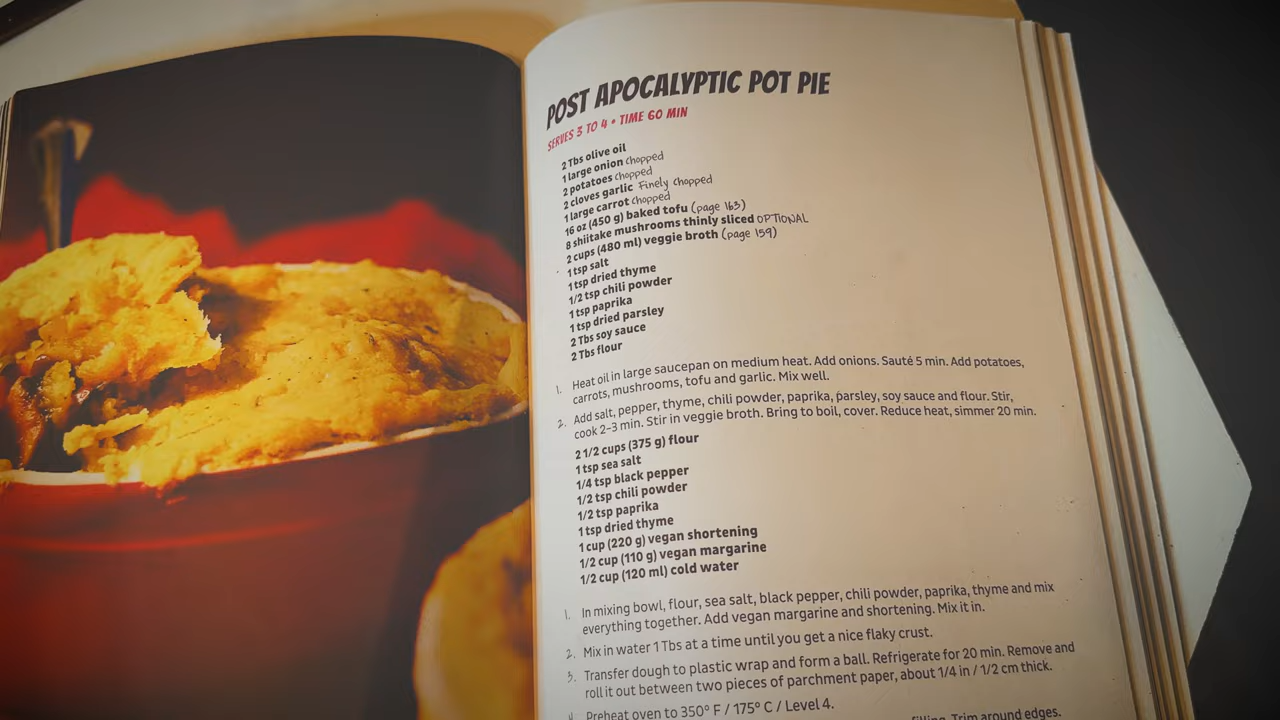 POST APOCALYPTIC POT PIE
SERVES 3 TO 4 • TIME 60 MIN
2 Tbs olive oil
1 large onion chopped
2 potatoes chopped
2 cloves garlic Finely chopped
1 large carrot chopped
16 oz (450 g) baked tofu (page 163)
8 shiitake mushrooms thinly sliced OPTIONAL
2 cups (480 ml) veggie broth (page 159)
1 tsp salt
1 tsp dried thyme
1/2 tsp chili powder
1 tsp paprika
1 tsp dried parsley
2 Tbs soy sauce
2 Tbs flour
1. Heat oil in large saucepan on medium heat. Add onions. Sauté 5 min. Add potatoes,
carrots, mushrooms, tofu and garlic. Mix well.
2. Add salt, pepper, thyme, chili powder, paprika, parsley, soy sauce and flour. Stir,
cook 2-3 min. Stir in veggie broth. Bring to boil, cover. Reduce heat, simmer 20 min.
2 1/2 cups (375 g) flour
1 tsp sea salt
1/4 tsp black pepper
1/2 tsp chili powder
1/2 tsp paprika
1 tsp dried thyme
1 cup (220 g) vegan shortening
1/2 cup (110 g) vegan margarine
1/2 cup (120 ml) cold water
1. In mixing bowl, flour, sea salt, black pepper, chili powder, paprika, thyme and mix
everything together. Add vegan margarine and shortening. Mix it in.
2. Mix in water 1 Tbs at a time until you get a nice flaky crust.
3. Transfer dough to plastic wrap and form a ball. Refrigerate for 20 min. Remove and
roll it out between two pieces of parchment paper, about 1/4 in / 1/2 cm thick.
4. Preheat oven to 350° F / 175° C / Level 4.
filling. Trim around edges.